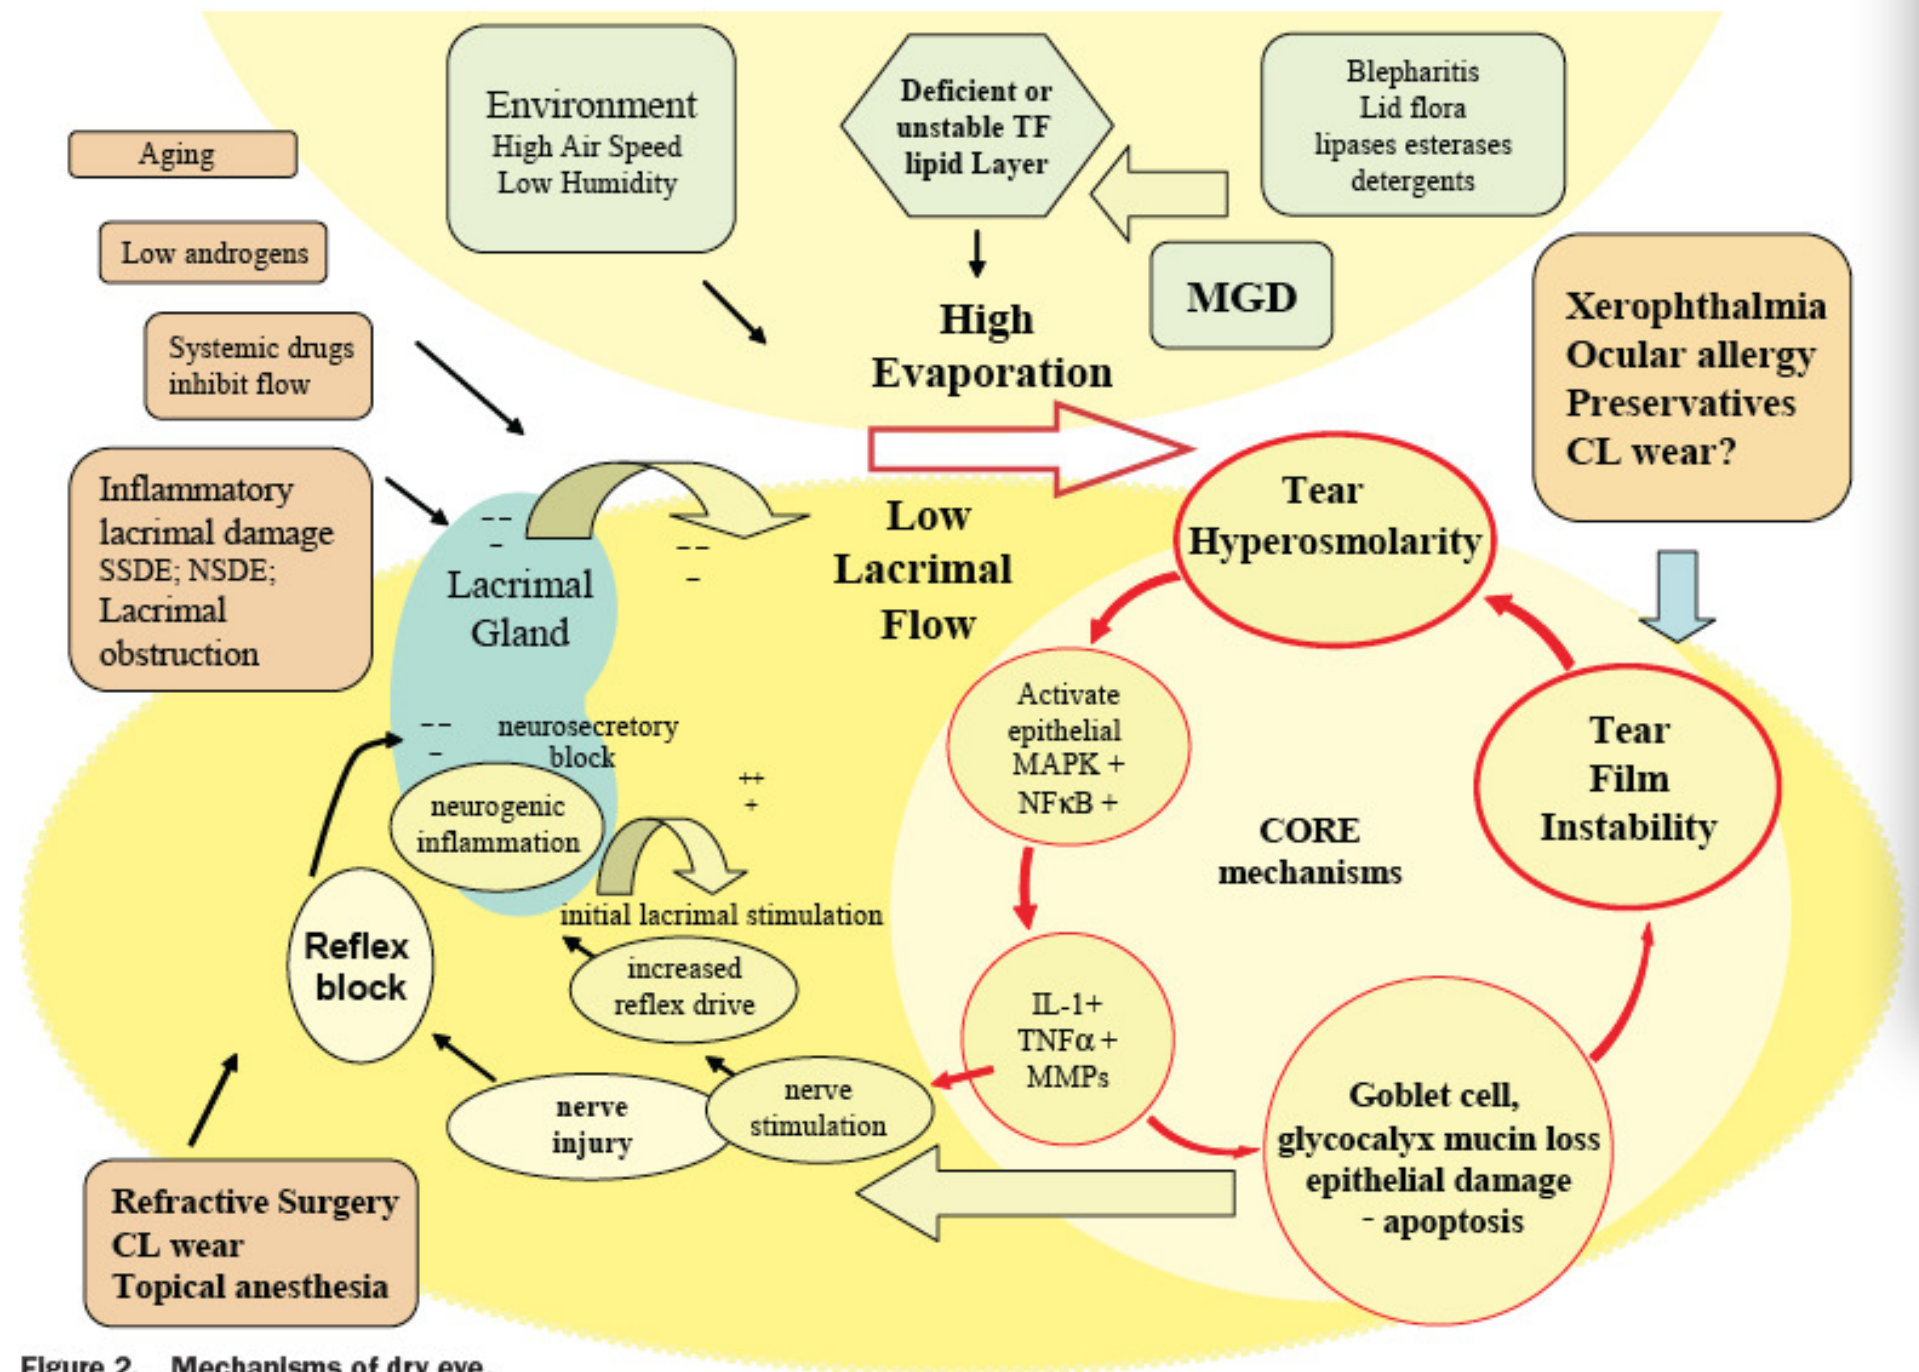 Environment
High Air Speed
Low Humidity
Deficient or
unstable TF
lipid Layer
Blepharitis
Lid flora
lipases esterases
detergents
Aging
Low androgens
Systemic drugs
inhibit flow
MGD
High
Evaporation
Xerophthalmia
Ocular allergy
Preservatives
CL wear?
Inflammatory
lacrimal damage
SSDE; NSDE;
Lacrimal
obstruction
-- 
-
Lacrimal
Gland
--
-
Low
Lacrimal
Flow
Tear
Hyperosmolarity
Activate
epithelial
MAPK +
NFκB +
Tear
Film
Instability
CORE
mechanisms
--
-
neurosecretory
block
++
+
neurogenic
inflammation
initial lacrimal stimulation
Reflex
block
increased
reflex drive
IL-1+
TNFα +
MMPs
nerve
injury
nerve
stimulation
Goblet cell,
glycocalyx mucin loss
epithelial damage
- apoptosis
Refractive Surgery
CL wear
Topical anesthesia
Figure 2. Mechanisms of dry eye.